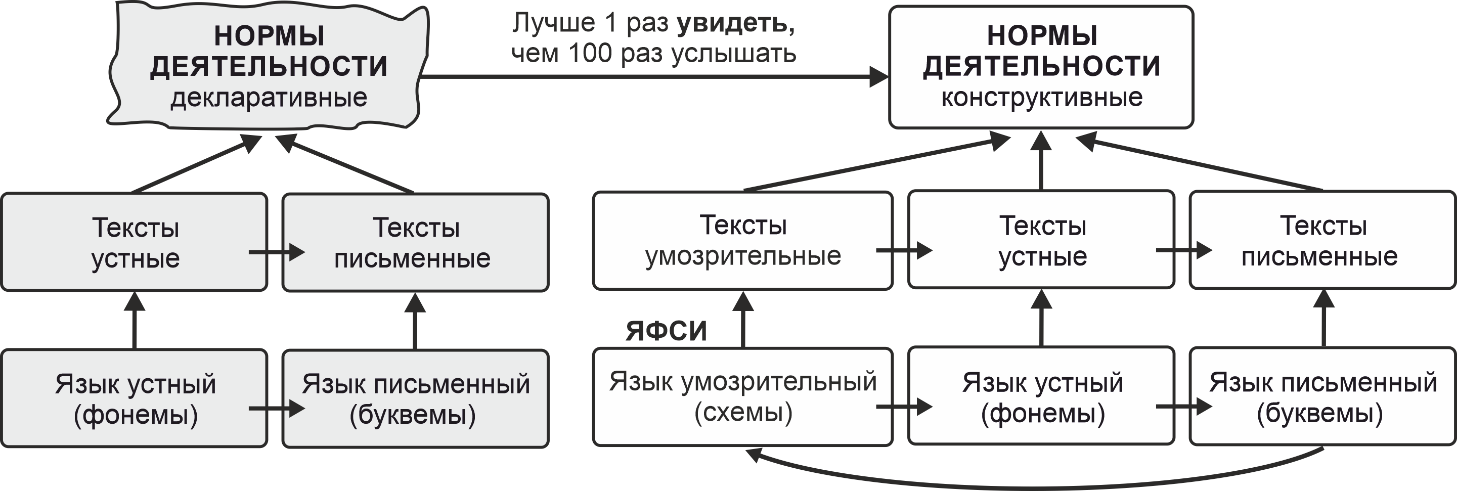 НОРМЫ
ДЕЯТЕЛЬНОСТИ
декларативные
Лучше 1 раз увидеть,
чем 100 раз услышать
НОРМЫ
ДЕЯТЕЛЬНОСТИ
конструктивные
Тексты
устные
Тексты
письменные
Тексты
умозрительные
Тексты
устные
Тексты
письменные
ЯФСИ
Язык устный
(фонемы)
Язык письменный
(буквемы)
Язык умозрительный
(схемы)
Язык устный
(фонемы)
Язык письменный
(буквемы)